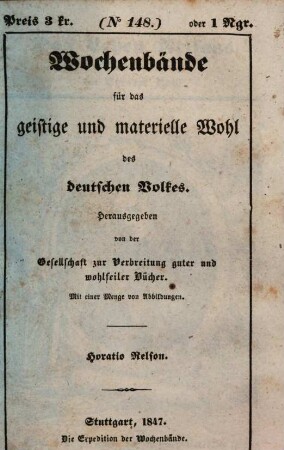 Preis 3 kr. (No 148.) oder 1 Ngr.
Wochenbände
für das
geistige und materielle Wohl
des
deutschen Volkes.
Herausgegeben
von der
Gesellschaft zur Verbreitung guter und
wohlfeiler Bücher.
Mit einer Menge von Abbildungen.
Horatio Nelson.
Stuttgart, 1847.
Die Expedition der Wochenbände.